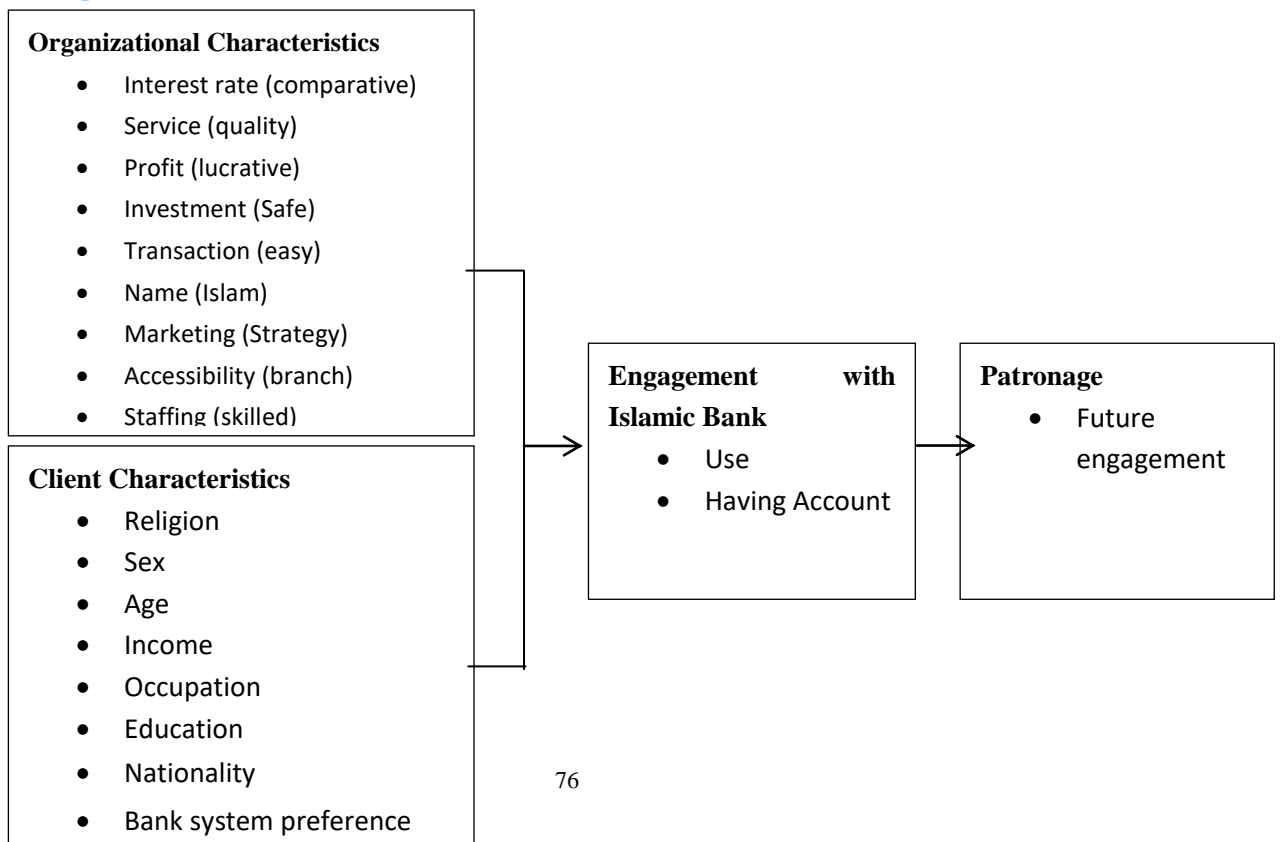 Organizational Characteristics
• Interest rate (comparative)
• Service (quality)
• Profit (lucrative)
• Investment (Safe)
• Transaction (easy)
• Name (Islam)
• Marketing (Strategy)
• Accessibility (branch)
• Staffing (skilled)
Client Characteristics
• Religion
• Sex
• Age
• Income
• Occupation
• Education
• Nationality
• Bank system preference
Engagement with
Islamic Bank
• Use
• Having Account
Patronage
• Future
engagement
76